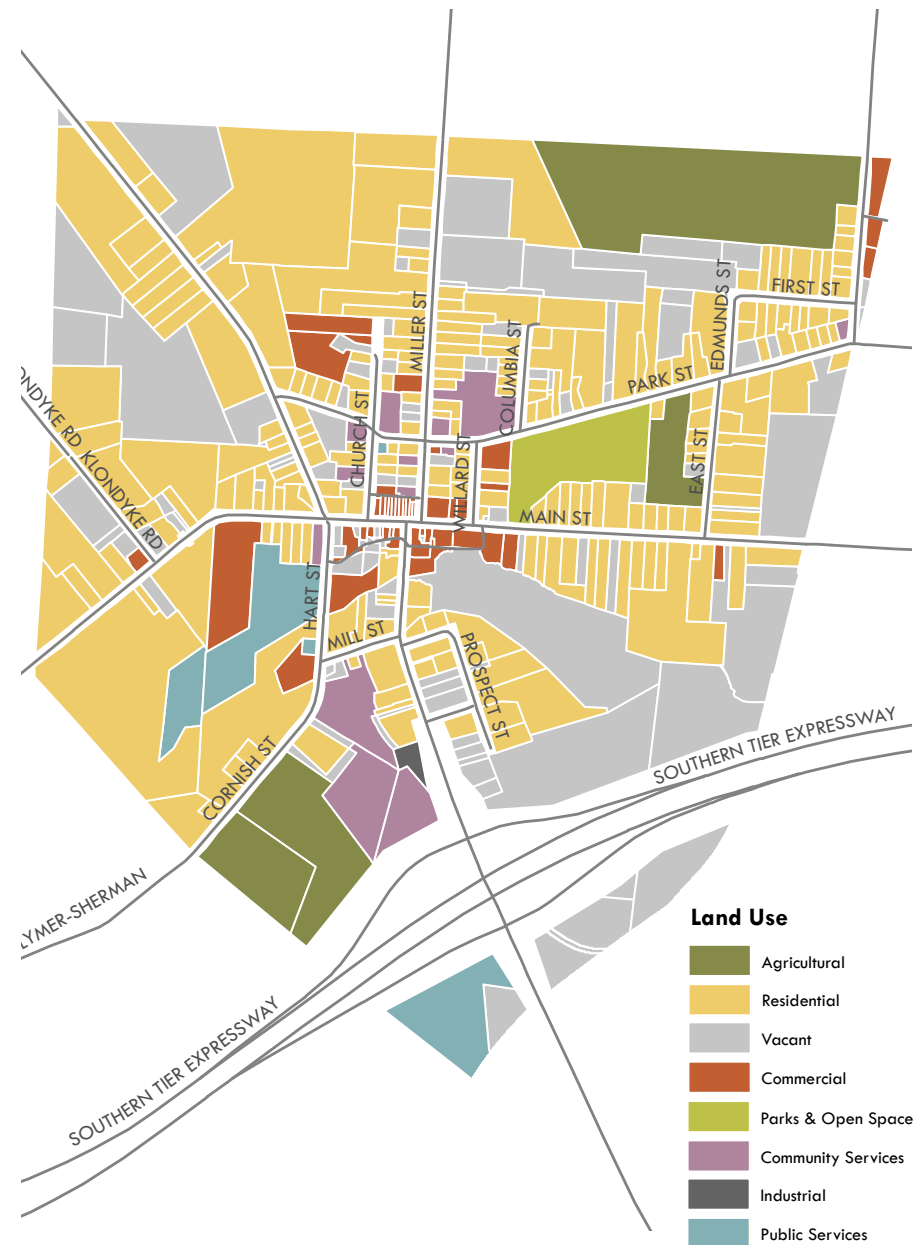 FIRST ST
EDMUNDS ST
MILLER ST
COLUMBIA ST
PARK ST
ONDYKE RD
KLONDYKE RD
CHURCH ST
WILLARD ST
EAST ST
MAIN ST
HART ST
MILL ST
PROSPECT ST
CORNISH ST
SOUTHERN TIER EXPRESSWAY
LYMER-SHERMAN
SOUTHERN TIER EXPRESSWAY
Land Use
Agricultural
Residential
Vacant
Commercial
Parks & Open Space
Community Services
Industrial
Public Services